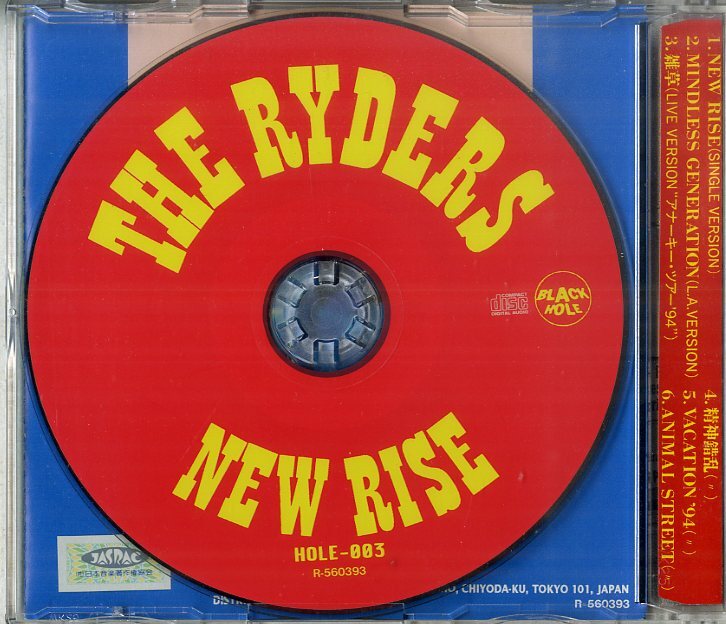 THE RYDERS
COMPACT
disc
DIGITAL AUDIO
BLACK
HOLE
NEW RISE
HOLE-003
R-560393
JASRAC
CHIYODA-KU, TOKYO 101, JAPAN
R-560393
1. NEW RISE(SINGLE VERSION)
2. MINDLESS GENERATION(L.A.VERSION)
3. 雑草(LIVE VERSION"アナーキー・ツアー'94")
4. 精神錯乱(〃)
5. VACATION '94(〃)
6. ANIMAL STREET(〃)